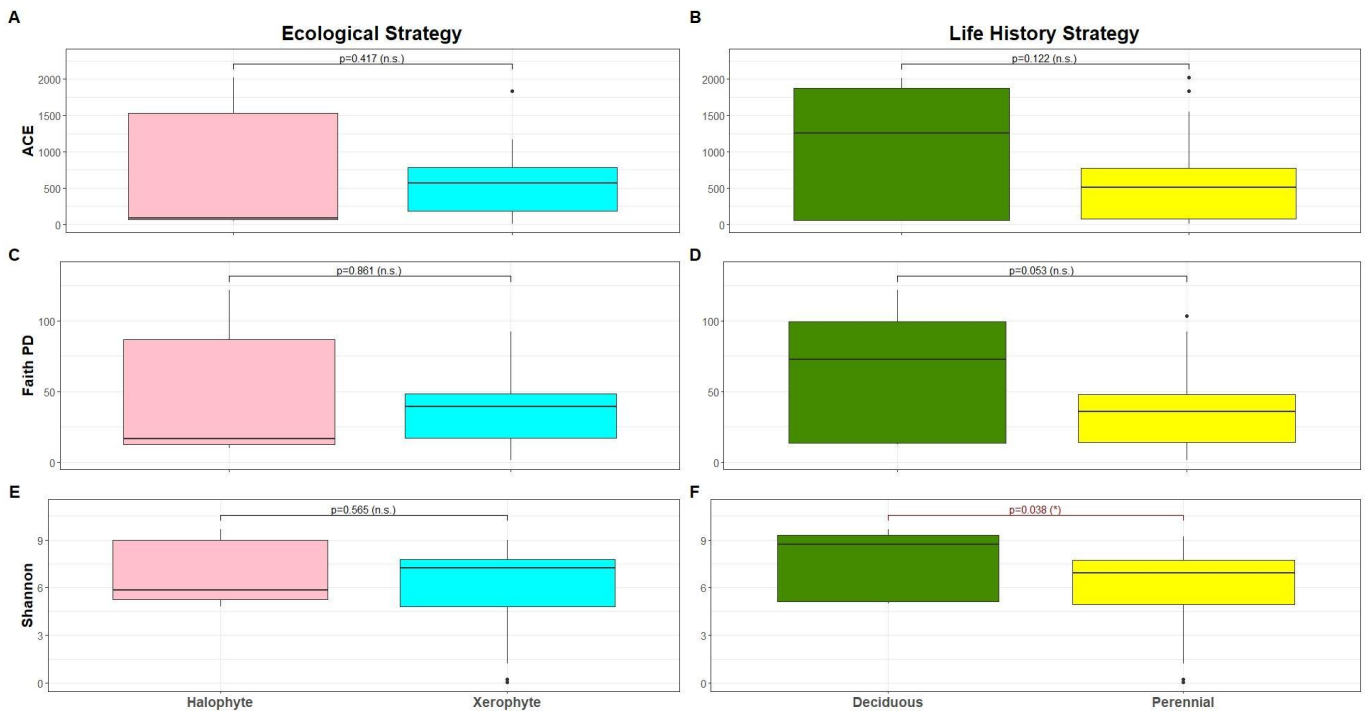 A
Ecological Strategy
B
Life History Strategy
p=0.417 (n.s.)
p=0.122 (n.s.)
ACE
2000
1500
1000
500
0
2000
1500
1000
500
0
C
D
p=0.861 (n.s.)
p=0.053 (n.s.)
Faith PD
100
50
0
100
50
0
E
F
p=0.565 (n.s.)
p=0.038 (*)
Shannon
9
6
3
0
9
6
3
0
Halophyte
Xerophyte
Deciduous
Perennial